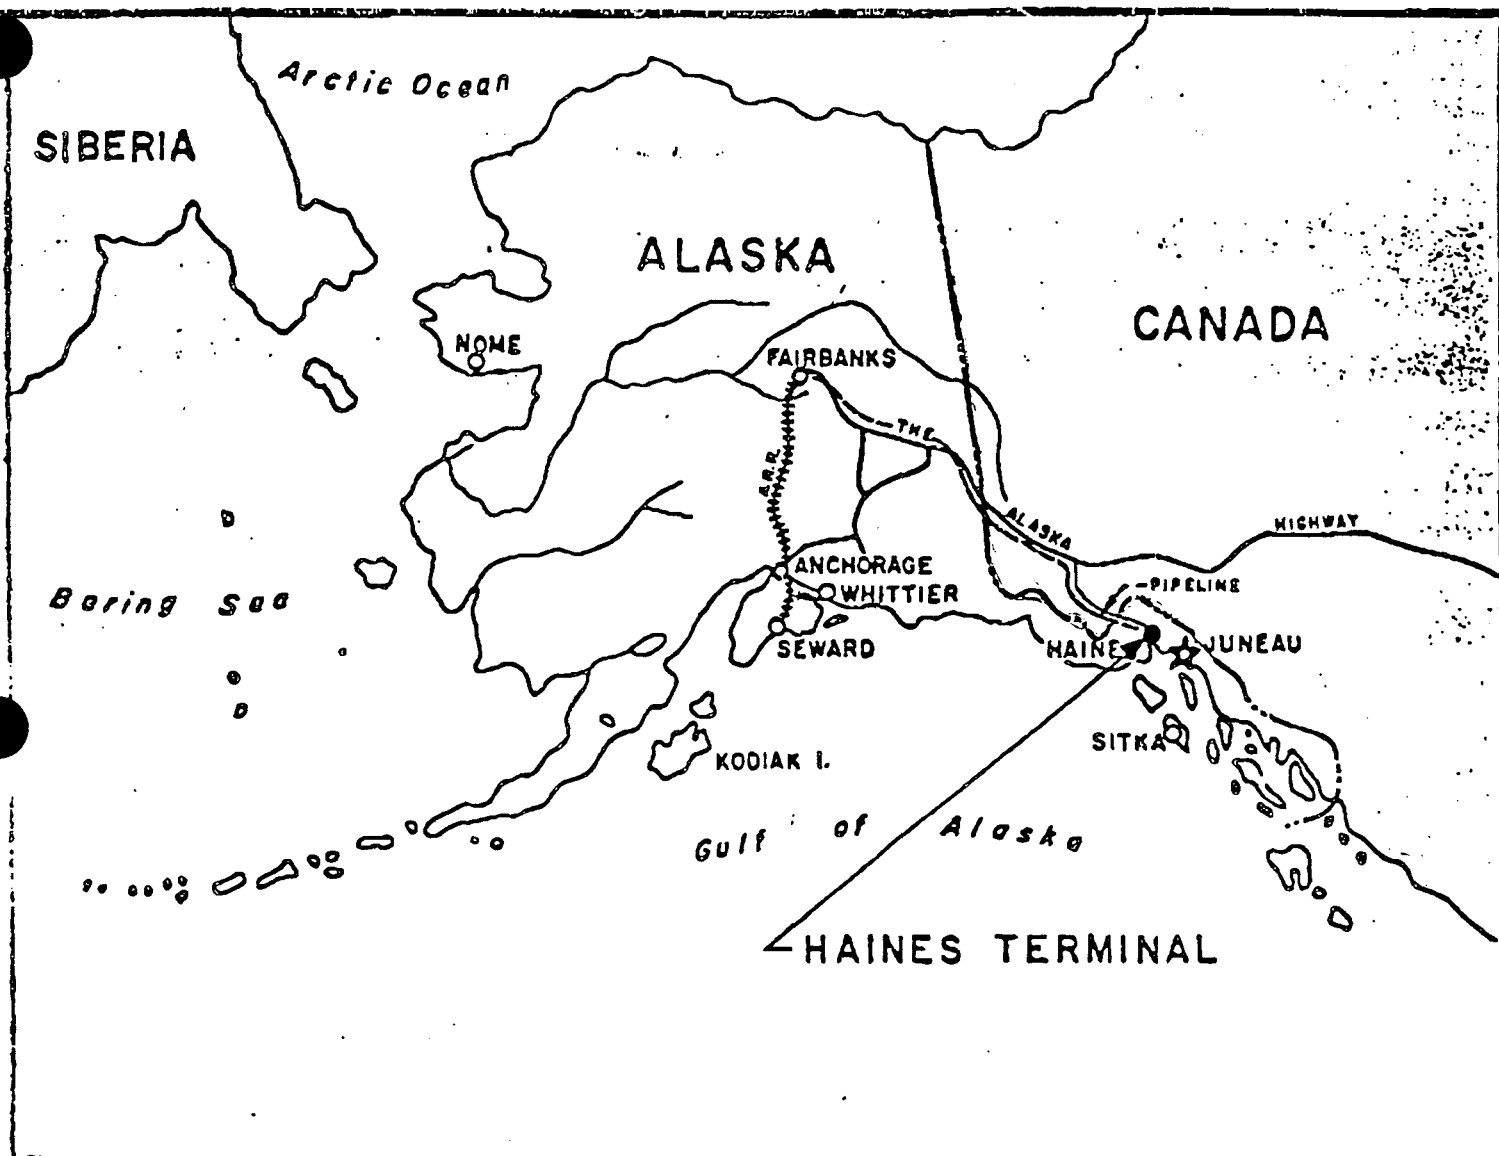 Arctic Ocean
SIBERIA
ALASKA
CANADA
NOME
FAIRBANKS
THE
A.R.R.
ALASKA
HIGHWAY
ANCHORAGE
PIPELINE
Bering Sea
WHITTIER
HAINES
JUNEAU
SEWARD
SITKA
KODIAK I.
Gulf of Alaska
HAINES TERMINAL